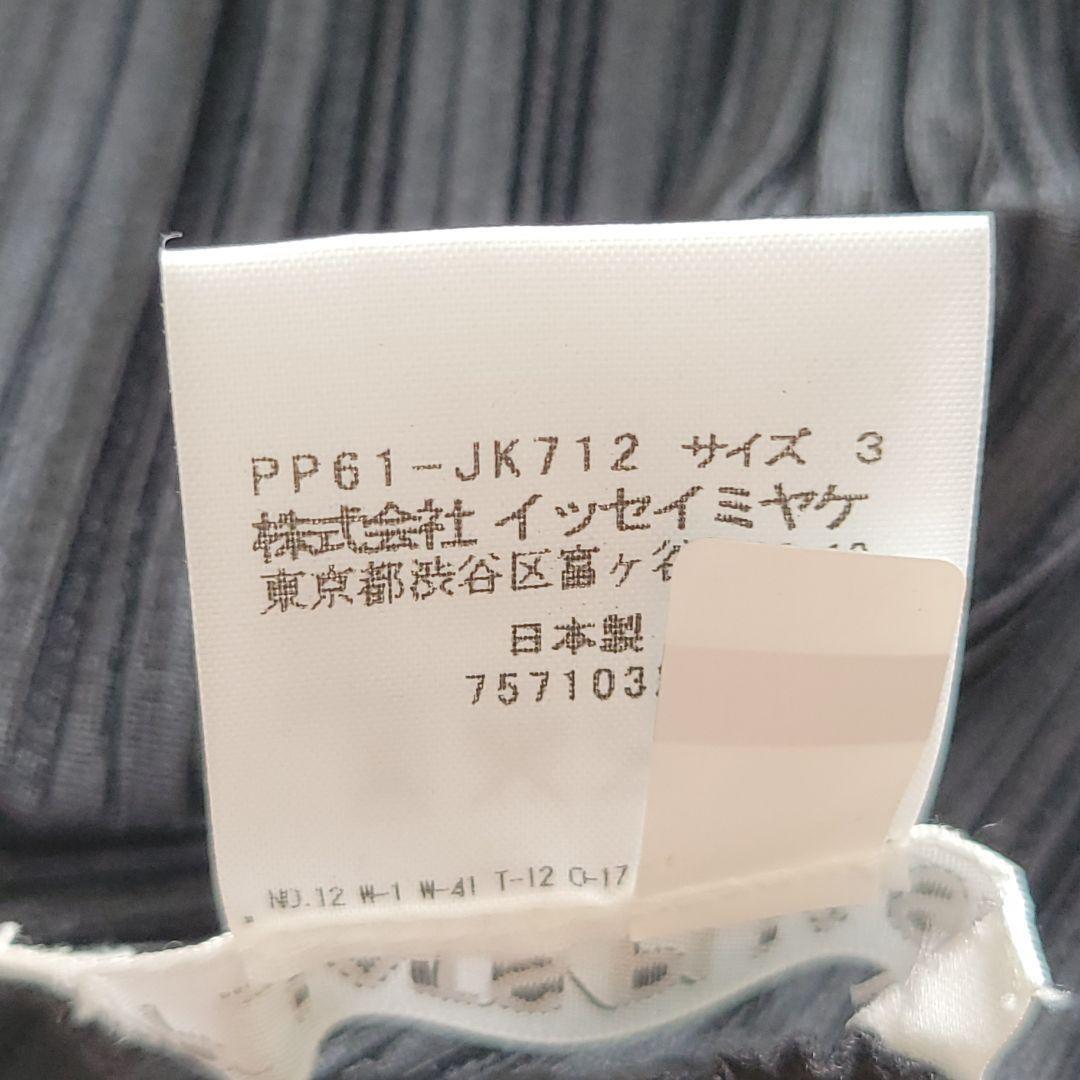 PP61-JK712 サイズ 3
株式会社 イッセイミヤケ
東京都渋谷区富ヶ谷
日本製
757103
NO.12 W-1 W-41 T-12 O-17